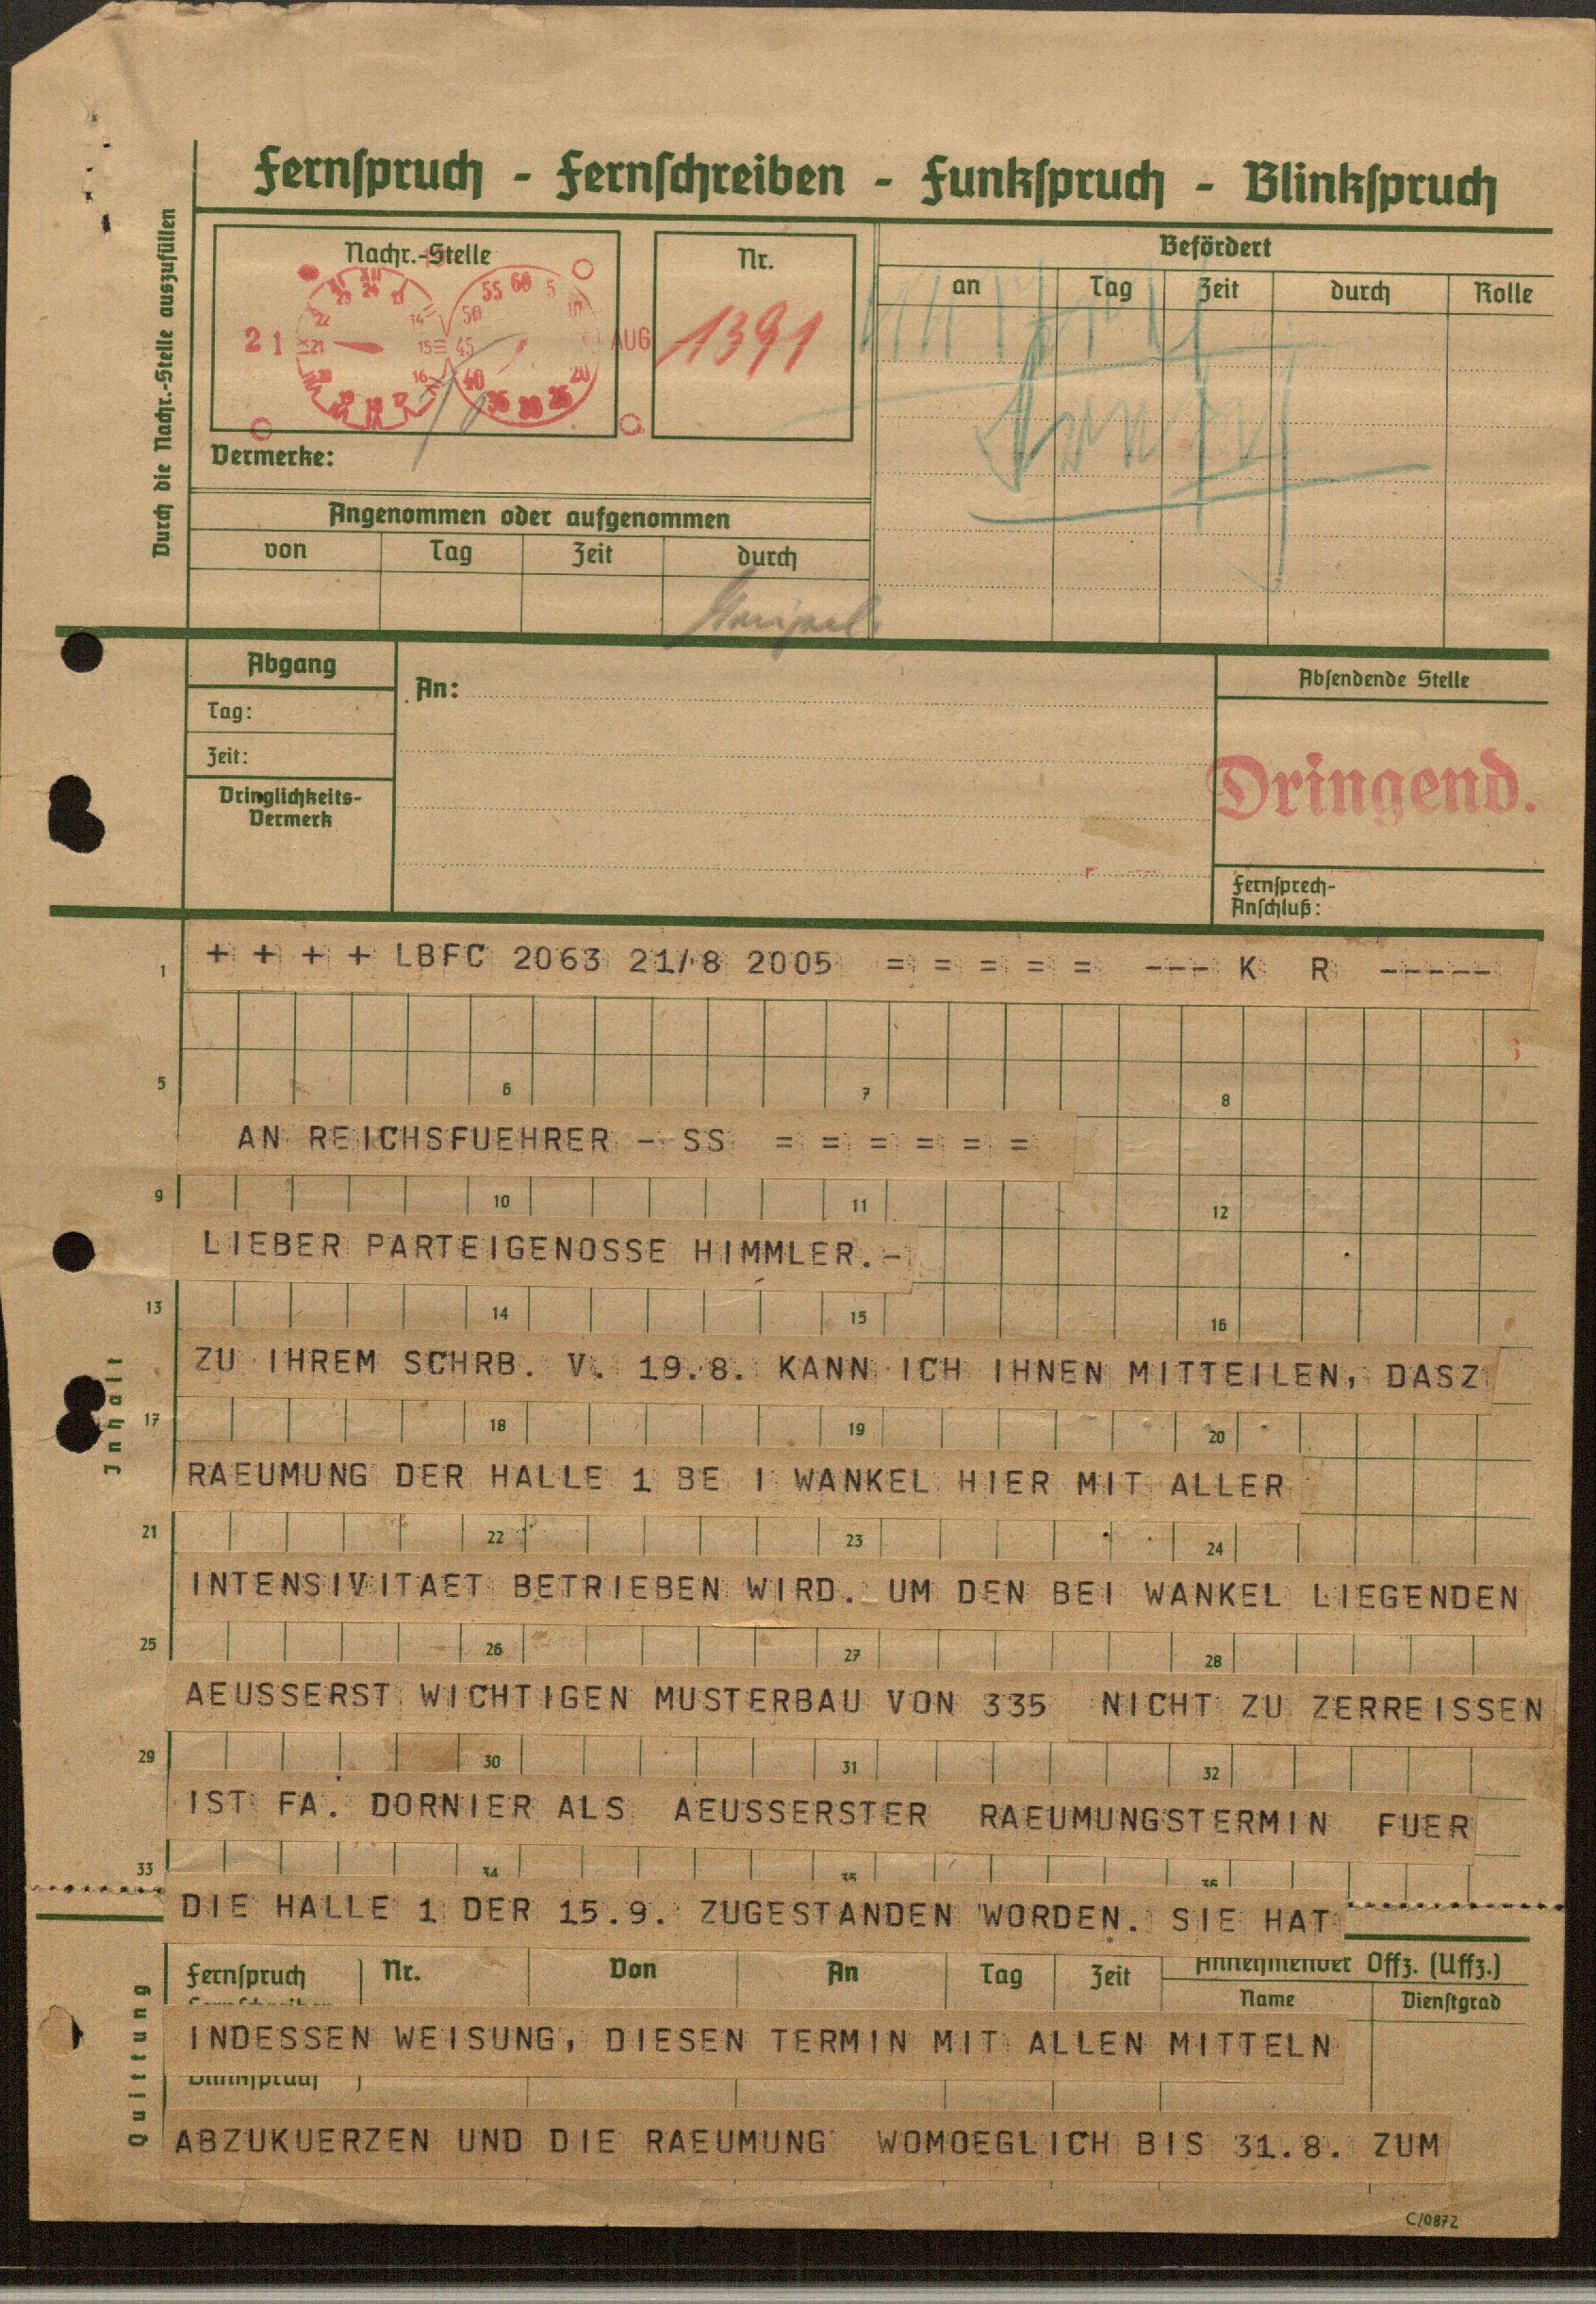 Fernspruch - Fernschreiben - Funkspruch - Blinkspruch
Durch die Nachr.-Stelle auszufüllen
Nachr.-Stelle
21
AUG
Nr.
1391
Befördert
an
Tag
Zeit
durch
Rolle
Vermerke:
Angenommen oder aufgenommen
von
Tag
Zeit
durch
Abgang
Tag:
Zeit:
Dringlichkeits-
Vermerk
An:
Absendende Stelle
Dringend.
Fernsprech-
Anschluß:
Inhalt
1
+ + + + LBFC 2063 21/8 2005 = = = = = --- K R -----
5 6 7 8
AN REICHSFUEHRER - SS = = = = = =
9 10 11 12
LIEBER PARTEIGENOSSE HIMMLER.-
13 14 15 16
ZU IHREM SCHRB. V. 19.8. KANN ICH IHNEN MITTEILEN, DASZ
17 18 19 20
RAEUMUNG DER HALLE 1 BE I WANKEL HIER MIT ALLER
21 22 23 24
INTENSIVITAET BETRIEBEN WIRD. UM DEN BEI WANKEL LIEGENDEN
25 26 27 28
AEUSSERST WICHTIGEN MUSTERBAU VON 335 NICHT ZU ZERREISSEN
29 30 31 32
IST FA. DORNIER ALS AEUSSERSTER RAEUMUNGSTERMIN FUER
33 34 35 36
DIE HALLE 1 DER 15.9. ZUGESTANDEN WORDEN. SIE HAT
Quittung
Fernspruch
Nr.
Von
An
Tag
Zeit
Annehmender Offz. (Uffz.)
Name
Dienstgrad
INDESSEN WEISUNG, DIESEN TERMIN MIT ALLEN MITTELN
Blinkspruch
ABZUKUERZEN UND DIE RAEUMUNG WOMOEGLICH BIS 31.8. ZUM
C/0872